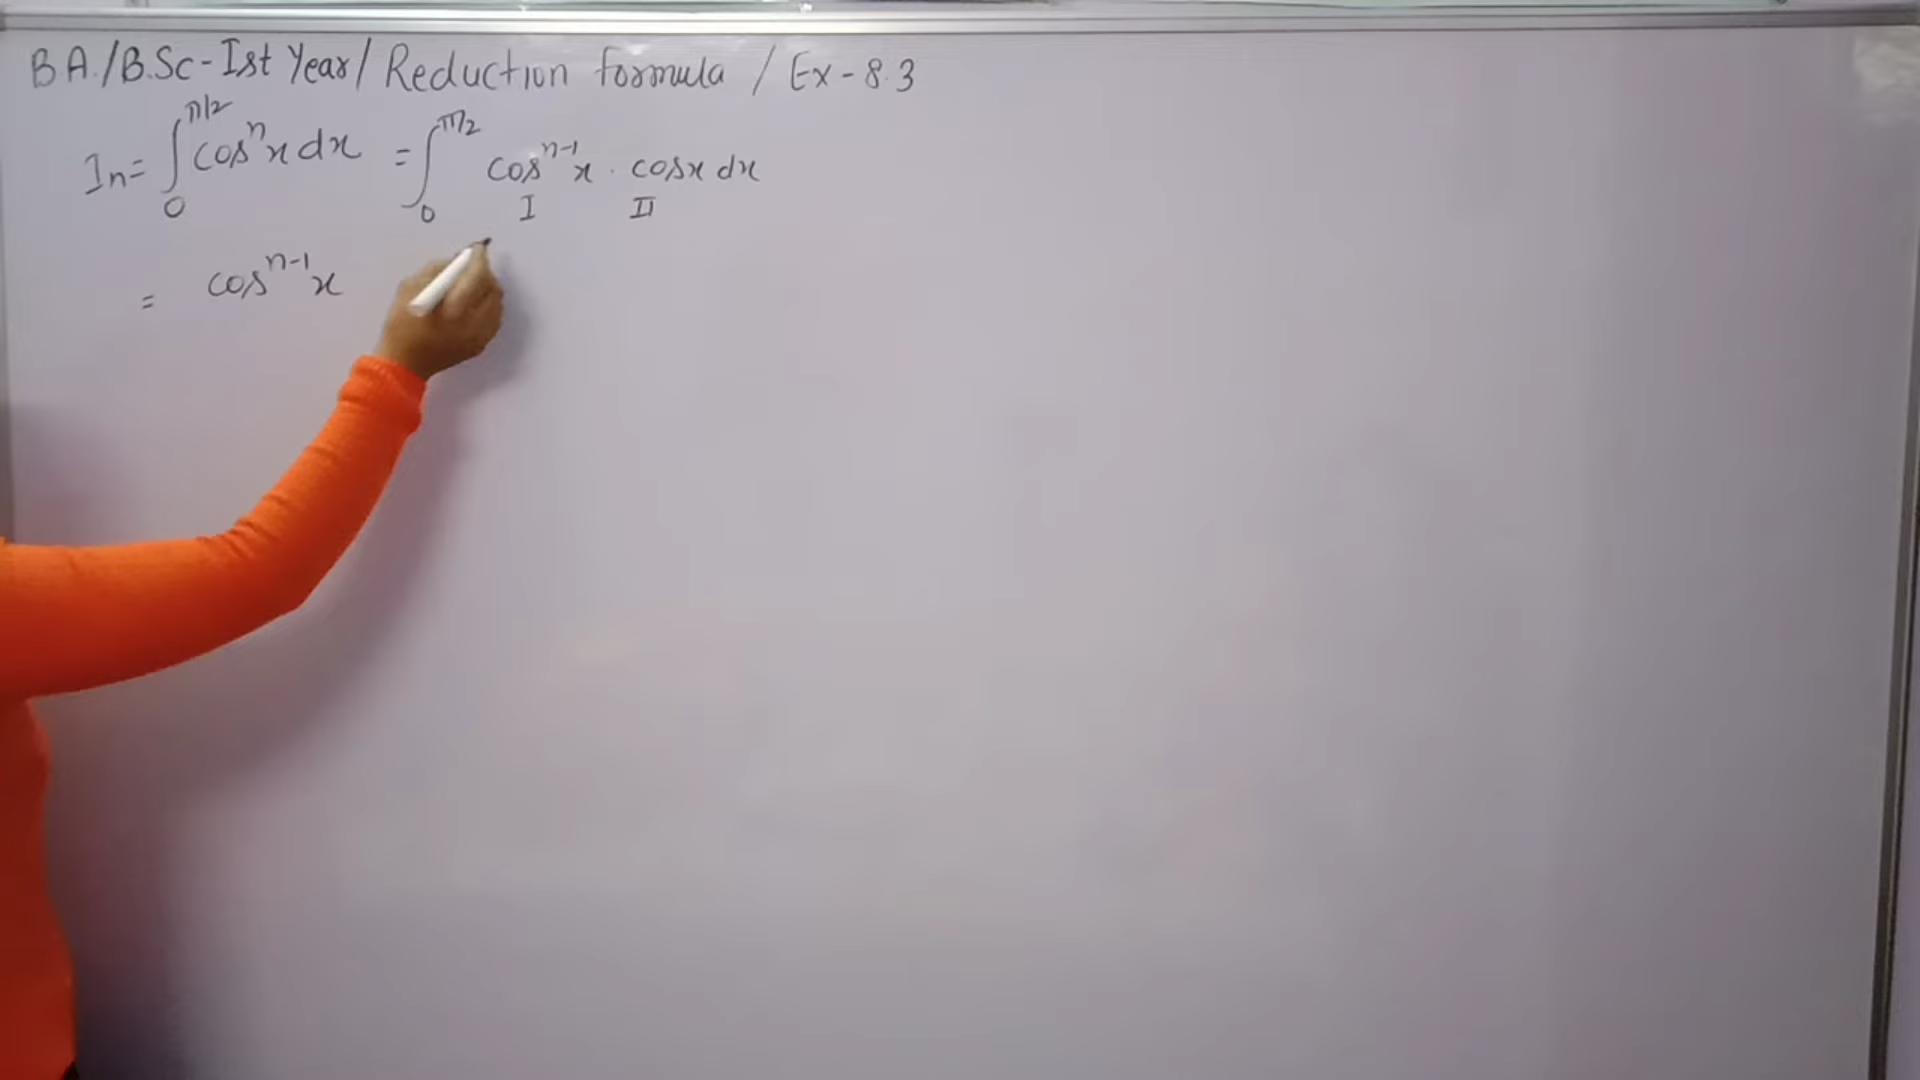 BA./B.Sc-Ist Year/ Reduction formula / Ex-8.3
Iₙ = ∫₀^{π/2} cosⁿx dx = ∫₀^{π/2} cosⁿ⁻¹x . cosx dx
I II
= cosⁿ⁻¹x